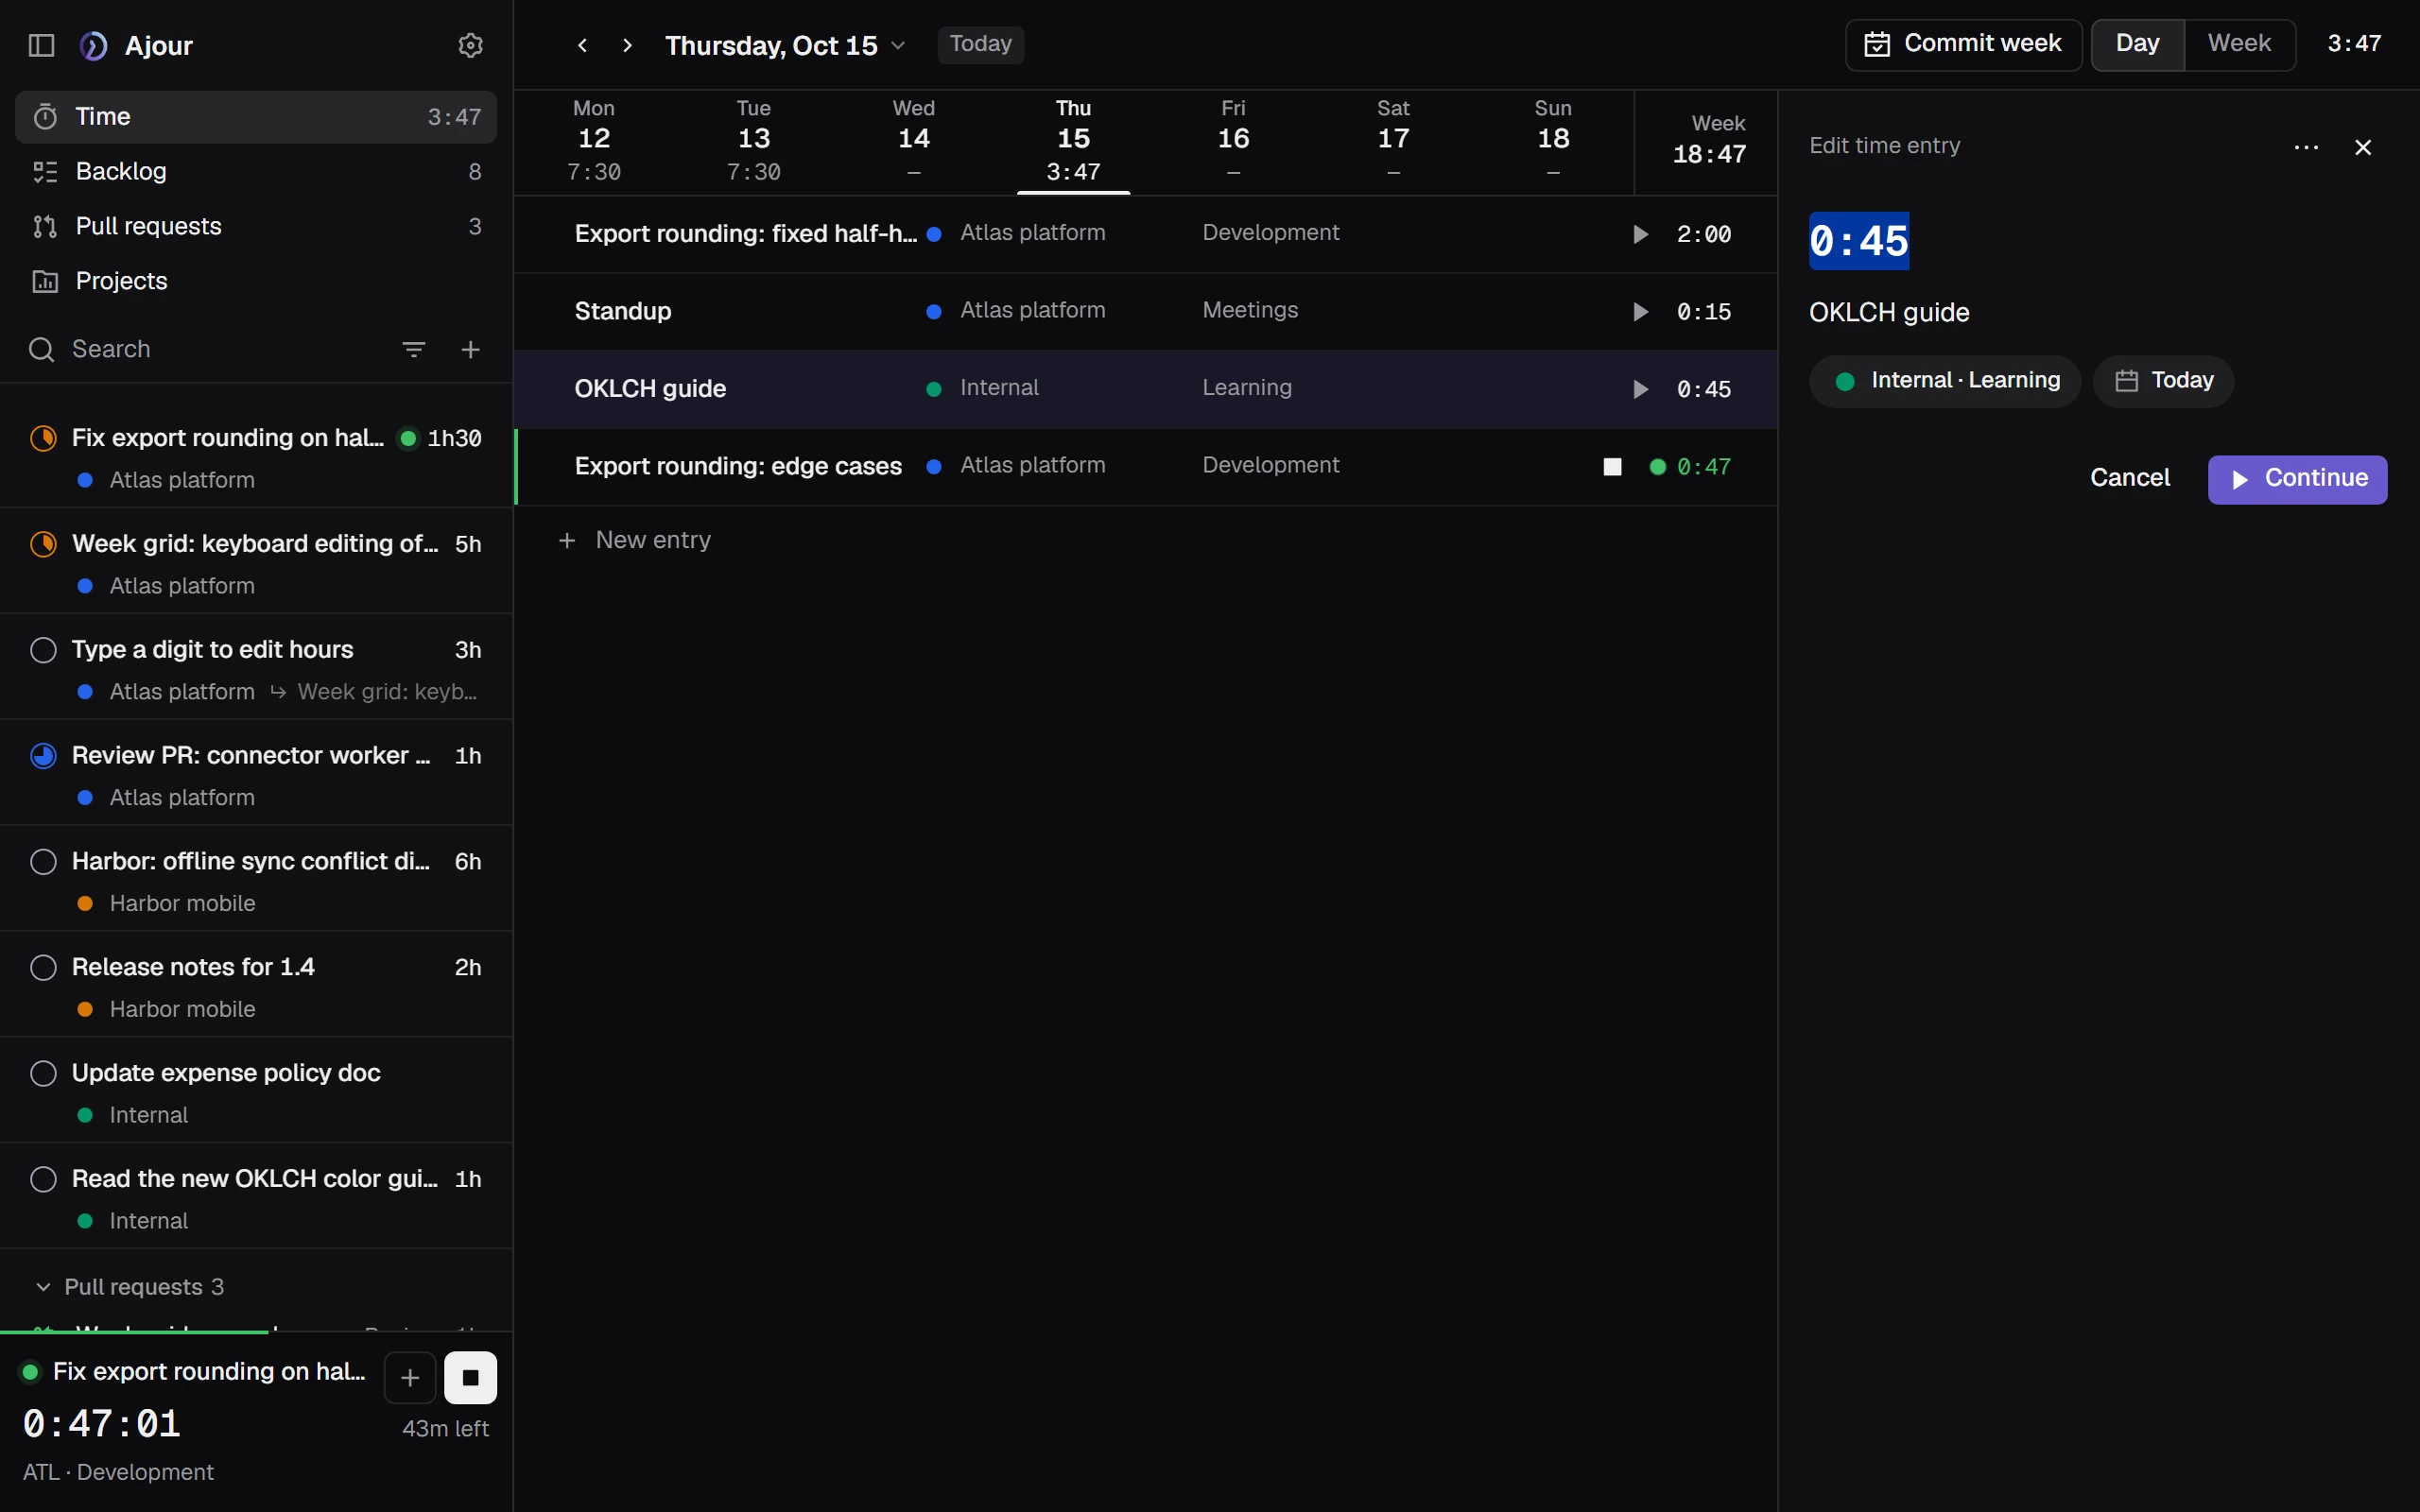 Ajour
Time 3:47
Backlog 8
Pull requests 3
Projects
Search
Fix export rounding on hal... 1h30
Atlas platform
Week grid: keyboard editing of... 5h
Atlas platform
Type a digit to edit hours 3h
Atlas platform ↳ Week grid: keyb...
Review PR: connector worker ... 1h
Atlas platform
Harbor: offline sync conflict di... 6h
Harbor mobile
Release notes for 1.4 2h
Harbor mobile
Update expense policy doc
Internal
Read the new OKLCH color gui... 1h
Internal
Pull requests 3
Fix export rounding on hal...
0:47:01 43m left
ATL · Development
Thursday, Oct 15 Today
Commit week Day Week 3:47
Mon Tue Wed Thu Fri Sat Sun Week
12 13 14 15 16 17 18 18:47
7:30 7:30 – 3:47 – – –
Export rounding: fixed half-h... Atlas platform Development 2:00
Standup Atlas platform Meetings 0:15
OKLCH guide Internal Learning 0:45
Export rounding: edge cases Atlas platform Development 0:47
+ New entry
Edit time entry
0:45
OKLCH guide
Internal · Learning Today
Cancel Continue